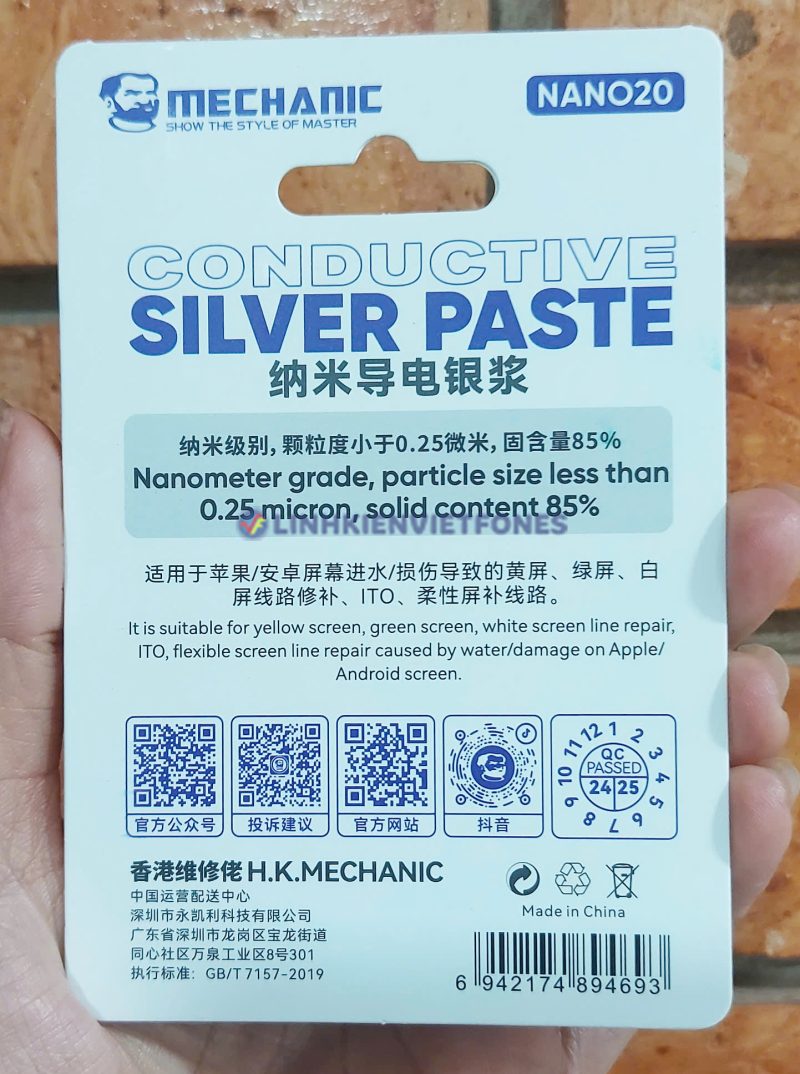 MECHANIC
SHOW THE STYLE OF MASTER
NANO20
CONDUCTIVE
SILVER PASTE
纳米导电银浆
纳米级别，颗粒度小于0.25微米，固含量85%
Nanometer grade, particle size less than
0.25 micron, solid content 85%
LINHKIENVIETFONES
适用于苹果/安卓屏幕进水/损伤导致的黄屏、绿屏、白
屏线路修补、ITO、柔性屏补线路。
It is suitable for yellow screen, green screen, white screen line repair,
ITO, flexible screen line repair caused by water/damage on Apple/
Android screen.
官方公众号
投诉建议
官方网站
抖音
1 2 3 4 5 6 7 8 9 10 11 12
QC
PASSED
24 25
香港维修佬 H.K.MECHANIC
中国运营配送中心
深圳市永凯利科技有限公司
广东省深圳市龙岗区宝龙街道
同心社区万泉工业区8号301
执行标准：GB/T 7157-2019
Made in China
6 942174 894693